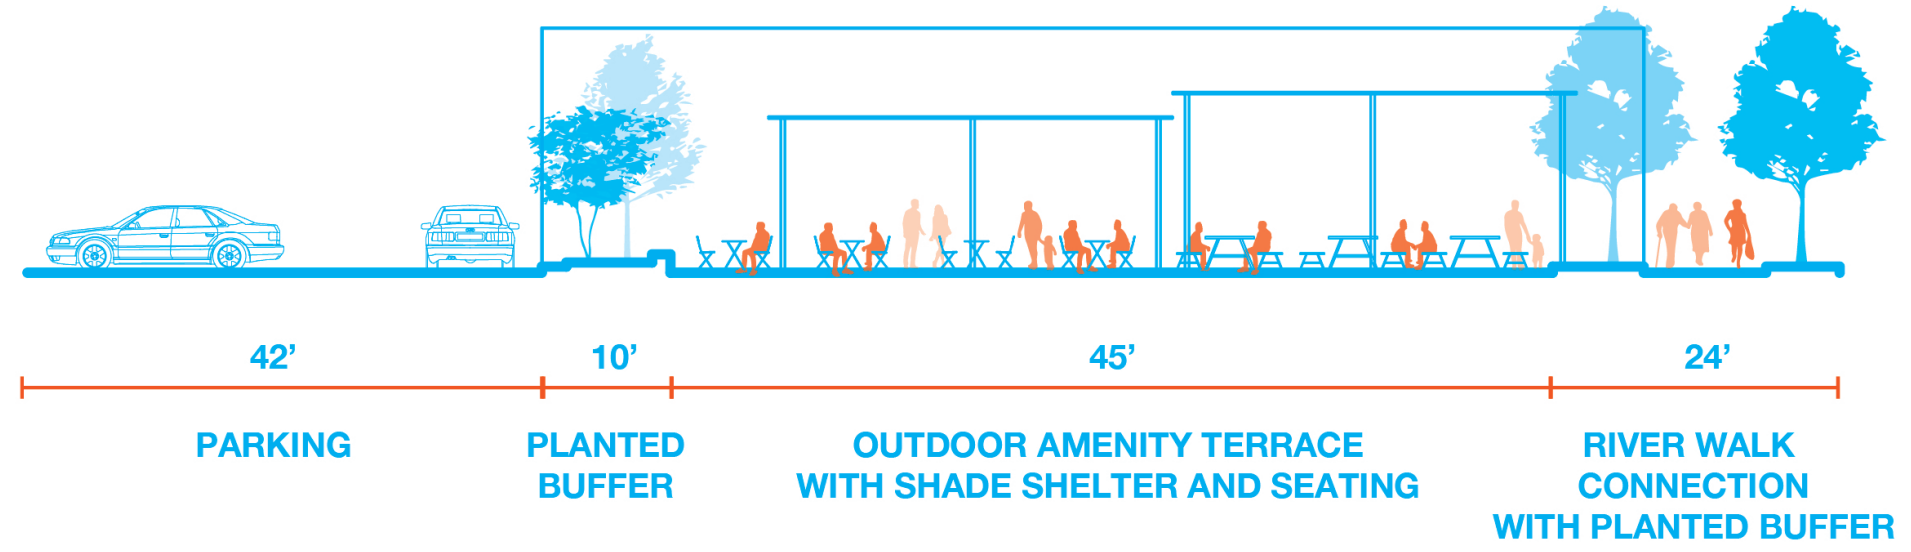 42’
10’
45’
24’
PARKING
PLANTED
BUFFER
OUTDOOR AMENITY TERRACE
WITH SHADE SHELTER AND SEATING
RIVER WALK
CONNECTION
WITH PLANTED BUFFER